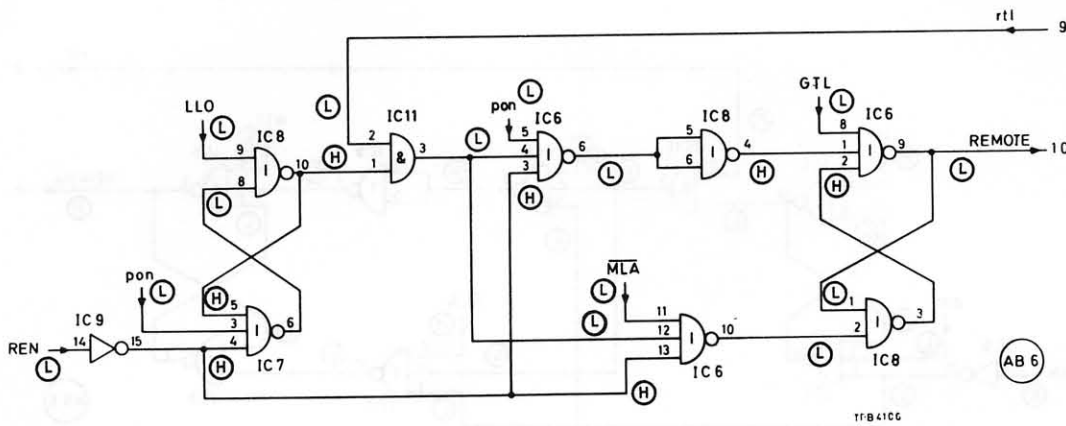 rtl 9
LLO L
IC8
9 10
8 L
L
IC11
2 3
H 1 &
L
pon L
IC6
5
4 6
3
H
L
IC8
5 4
6
H
GTL L
IC6
8
1 9
2
H
REMOTE 10
L
pon L
H 5
3 6
4
IC7
IC9
REN 14 15
L
H
MLA
L
L
11
12 10
13
IC6
H
L
L 1 3
2
IC8
AB 6